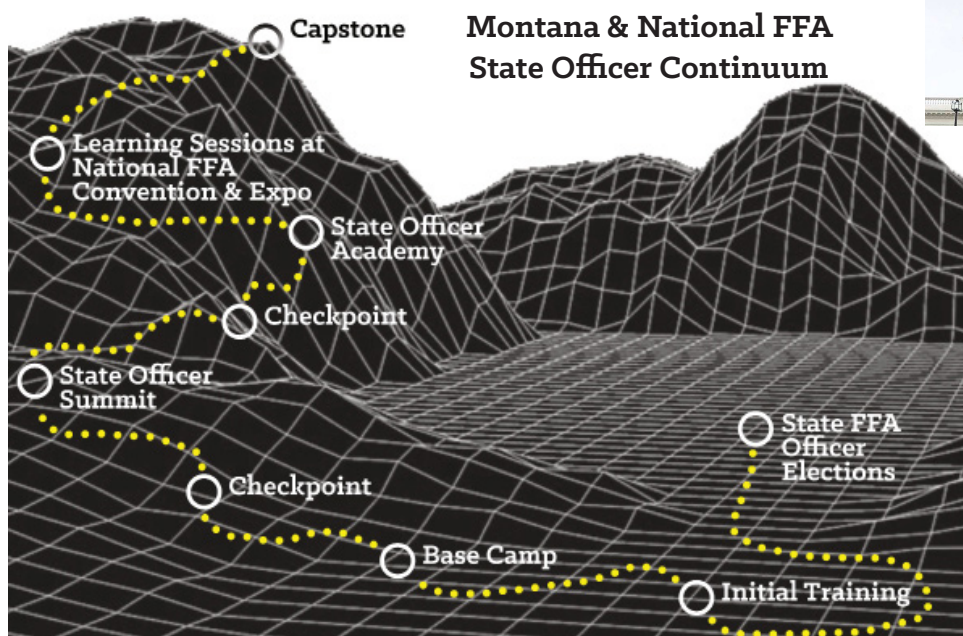 Montana & National FFA
State Officer Continuum
Capstone
Learning Sessions at
National FFA
Convention & Expo
State Officer
Academy
Checkpoint
State Officer
Summit
State FFA
Officer
Elections
Checkpoint
Base Camp
Initial Training